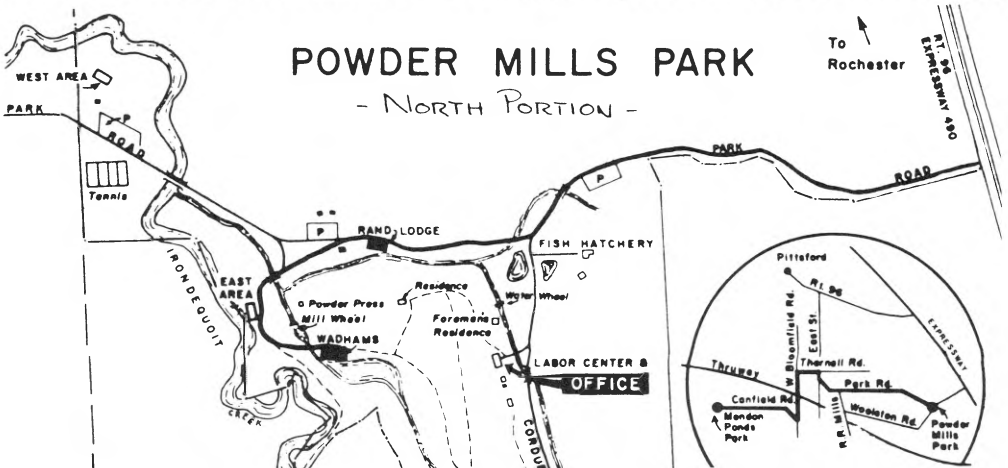 POWDER MILLS PARK
- NORTH PORTION -
To
Rochester
RT. 96
EXPRESSWAY 490
WEST AREA
PARK
P
ROAD
Tennis
PARK
ROAD
P
P
RAND LODGE
FISH HATCHERY
IRONDEQUOIT
EAST
AREA
Powder Press
Mill Wheel
Residence
Water Wheel
Foremans
Residence
WADHAMS
LABOR CENTER &
OFFICE
CREEK
Pittsford
Rt. 96
EXPRESSWAY
W Bloomfield Rd.
East St.
Thornall Rd.
Thruway
Park Rd.
Canfield Rd.
Mendon
Ponds
Park
R.R. Mills
Woolston Rd.
Powder
Mills
Park